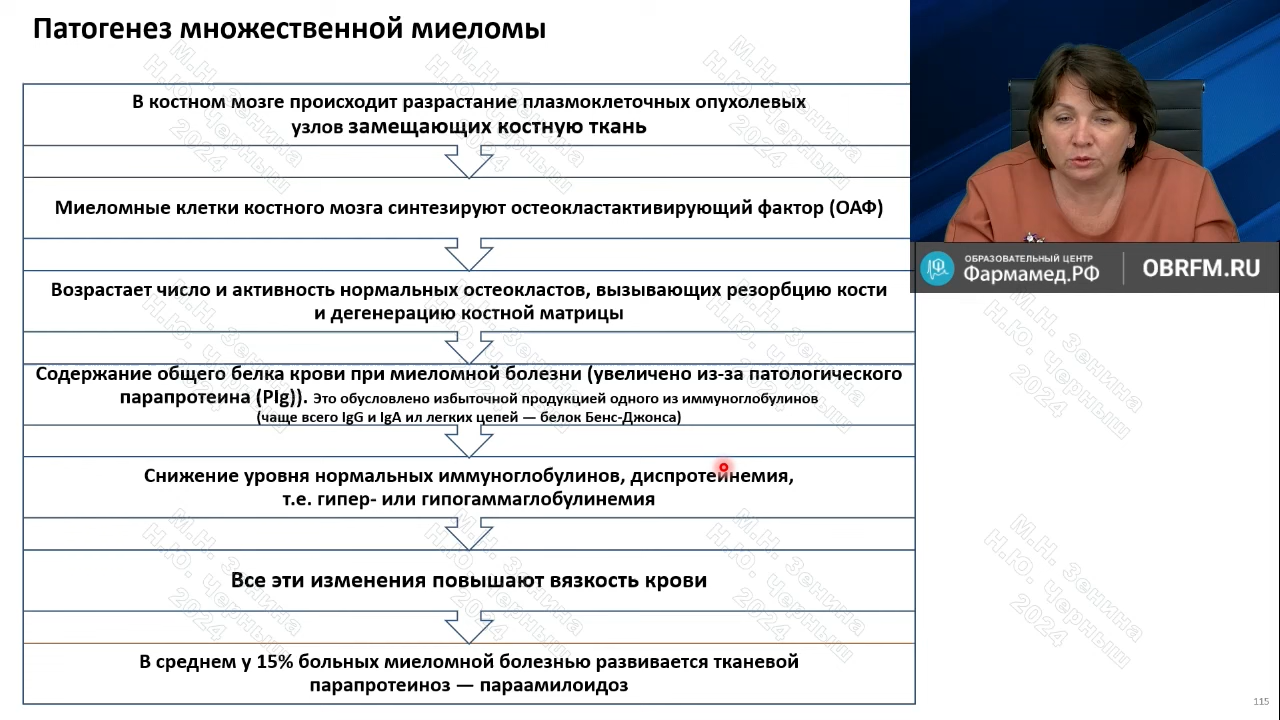 Патогенез множественной миеломы
В костном мозге происходит разрастание плазмоклеточных опухолевых
узлов замещающих костную ткань
Миеломные клетки костного мозга синтезируют остеокластактивирующий фактор (ОАФ)
Возрастает число и активность нормальных остеокластов, вызывающих резорбцию кости
и дегенерацию костной матрицы
Содержание общего белка крови при миеломной болезни (увеличено из-за патологического
парапротеина (PIg)). Это обусловлено избыточной продукцией одного из иммуноглобулинов
(чаще всего IgG и IgA ил легких цепей — белок Бенс-Джонса)
Снижение уровня нормальных иммуноглобулинов, диспротеинемия,
т.е. гипер- или гипогаммаглобулинемия
Все эти изменения повышают вязкость крови
В среднем у 15% больных миеломной болезнью развивается тканевой
парапротеиноз — параамилоидоз
ОБРАЗОВАТЕЛЬНЫЙ ЦЕНТР
Фармамед.РФ
OBRFM.RU
М.Н. Зенина
Н.Ю. Черныш
2024
115